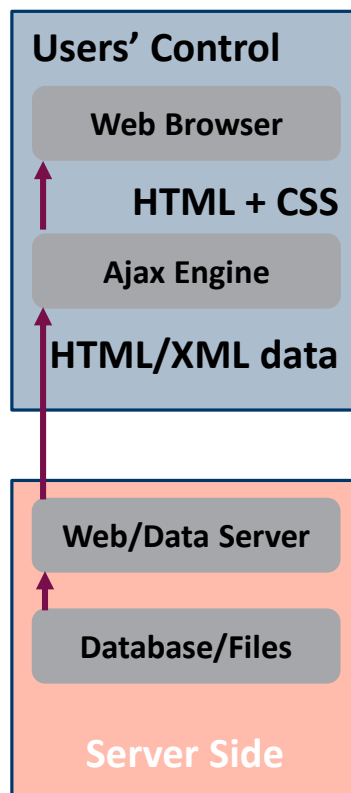 Users’ Control
Web Browser
HTML + CSS
Ajax Engine
HTML/XML data
Web/Data Server
Database/Files
Server Side